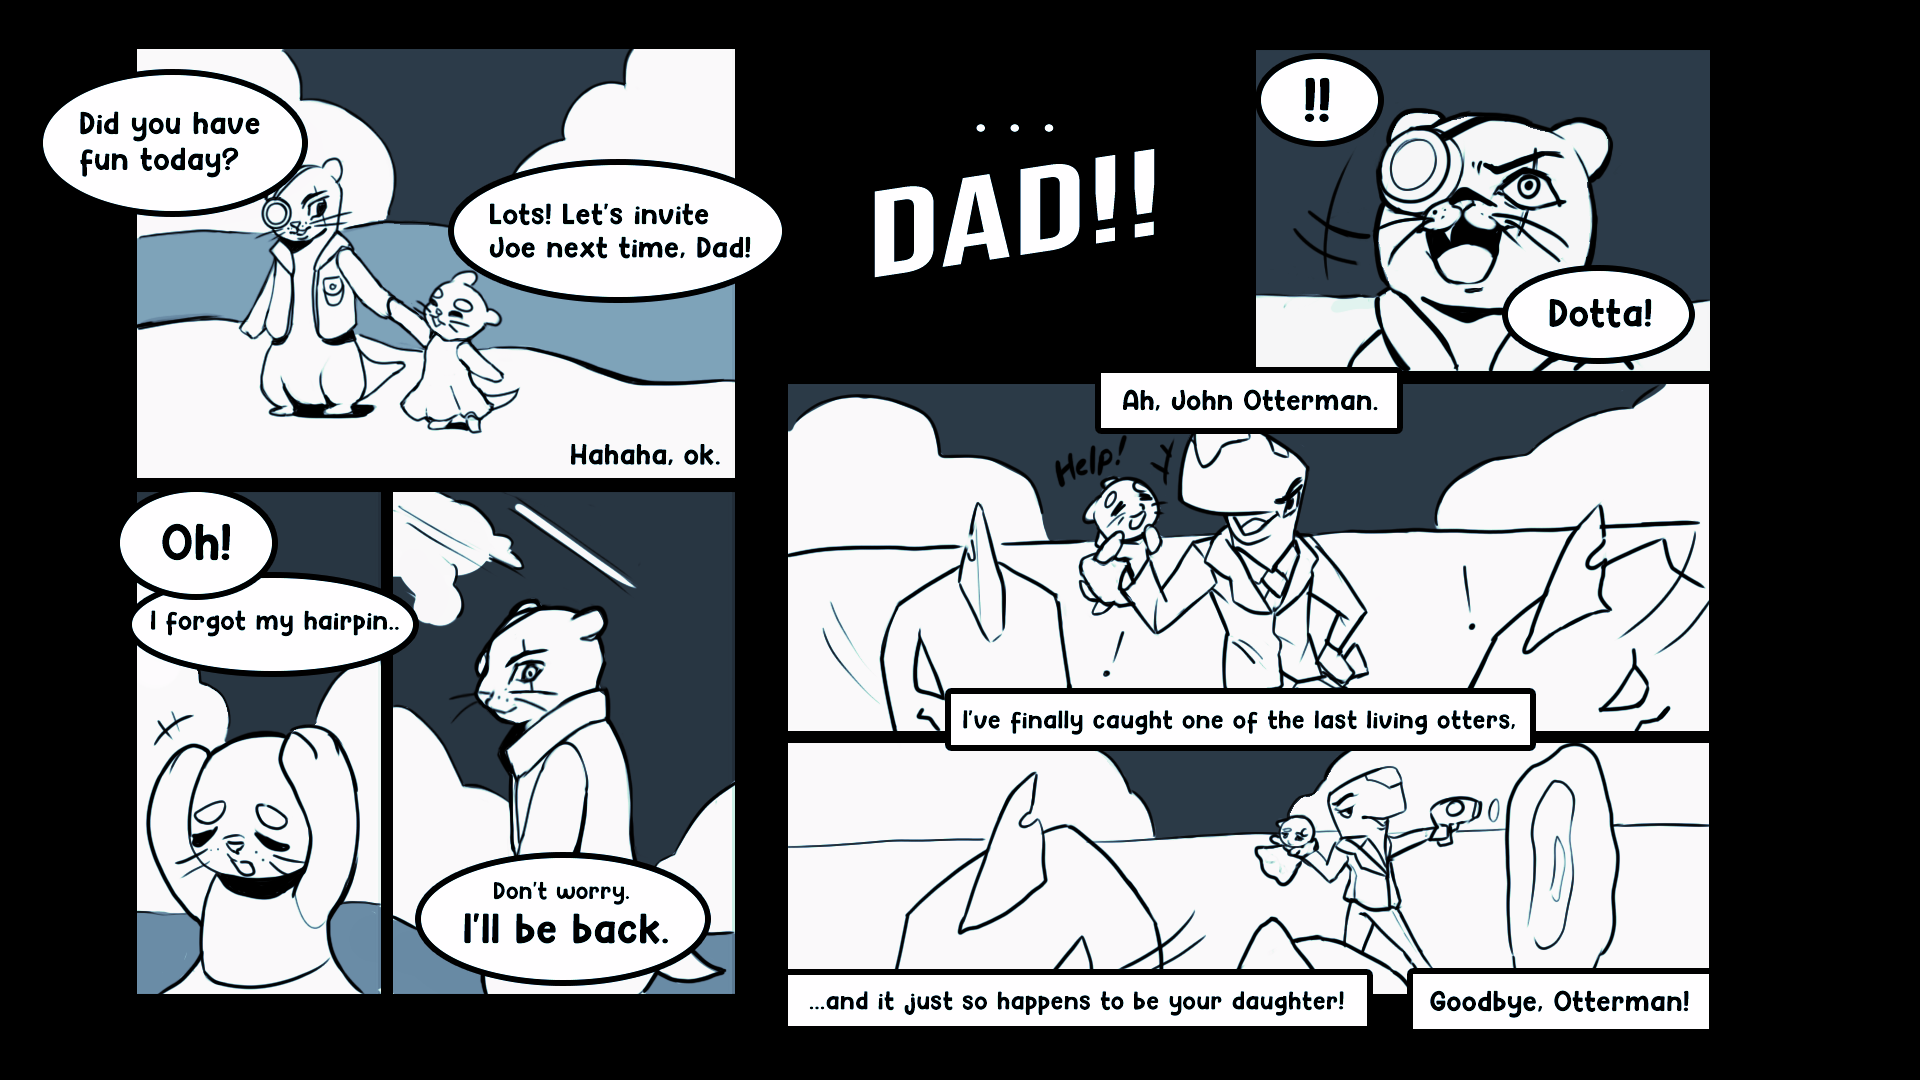 Did you have
fun today?
Lots! Let's invite
Joe next time, Dad!
Hahaha, ok.
Oh!
I forgot my hairpin..
Don't worry.
I'll be back.
...
DAD!!
!!
Dotta!
Ah, John Otterman.
Help!
I've finally caught one of the last living otters,
...and it just so happens to be your daughter!
Goodbye, Otterman!